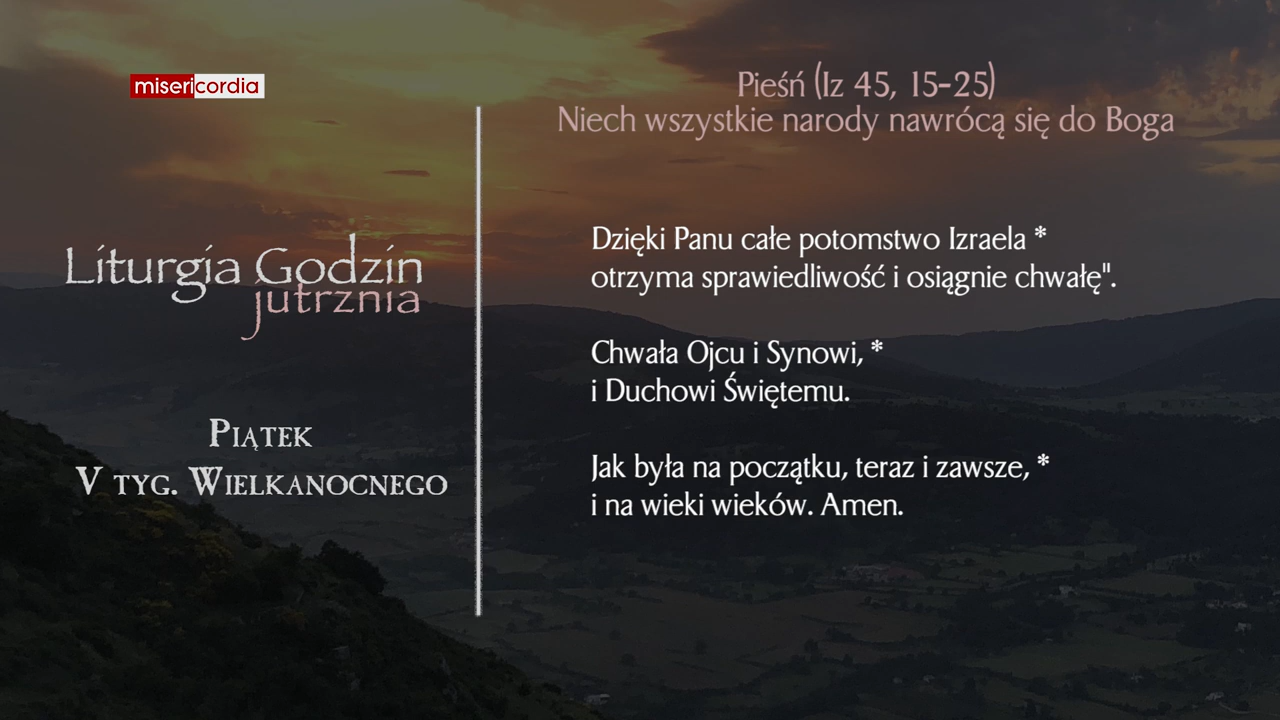 misericordia
Liturgia Godzin
jutrznia
Piątek
V tyg. Wielkanocnego
Pieśń (Iz 45, 15-25)
Niech wszystkie narody nawrócą się do Boga
Dzięki Panu całe potomstwo Izraela *
otrzyma sprawiedliwość i osiągnie chwałę".
Chwała Ojcu i Synowi, *
i Duchowi Świętemu.
Jak była na początku, teraz i zawsze, *
i na wieki wieków. Amen.